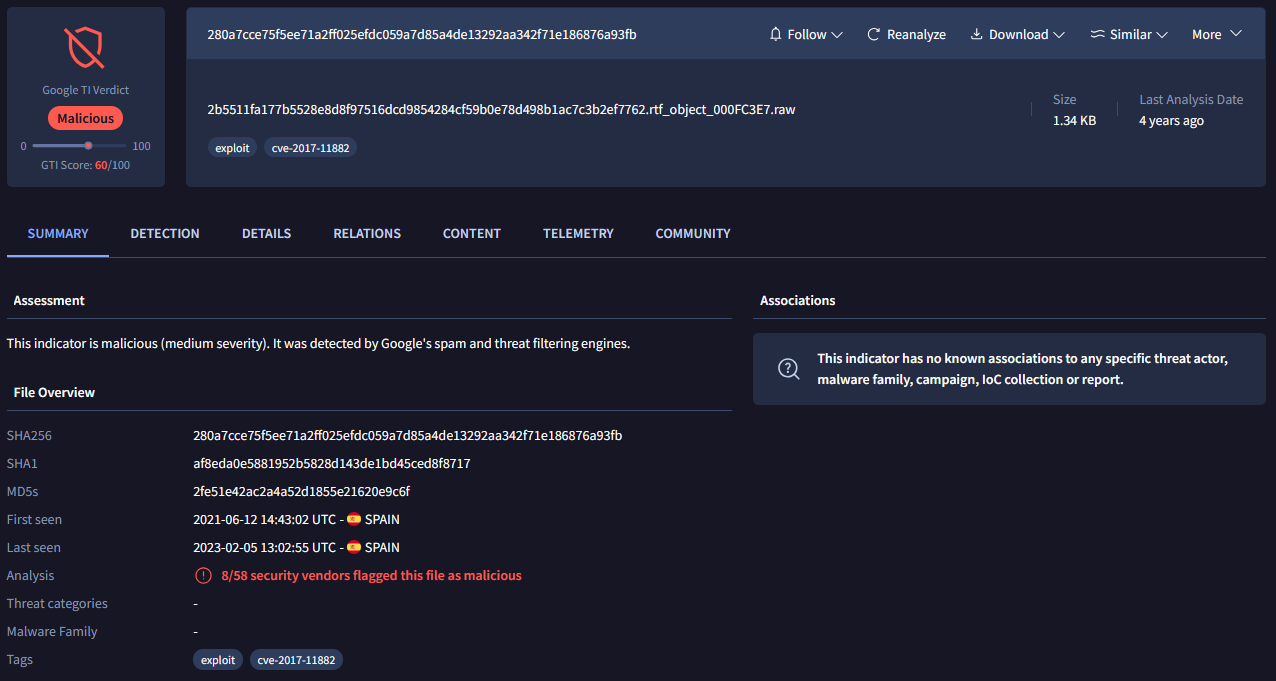 Google TI Verdict
Malicious
0 100
GTI Score: 60/100
280a7cce75f5ee71a2ff025efdc059a7d85a4de13292aa342f71e186876a93fb
Follow Reanalyze Download Similar More
2b5511fa177b5528e8d8f97516dcd9854284cf59b0e78d498b1ac7c3b2ef7762.rtf_object_000FC3E7.raw
exploit cve-2017-11882
Size
1.34 KB
Last Analysis Date
4 years ago
SUMMARY DETECTION DETAILS RELATIONS CONTENT TELEMETRY COMMUNITY
Assessment
This indicator is malicious (medium severity). It was detected by Google's spam and threat filtering engines.
File Overview
SHA256 280a7cce75f5ee71a2ff025efdc059a7d85a4de13292aa342f71e186876a93fb
SHA1 af8eda0e5881952b5828d143de1bd45ced8f8717
MD5s 2fe51e42ac2a4a52d1855e21620e9c6f
First seen 2021-06-12 14:43:02 UTC - SPAIN
Last seen 2023-02-05 13:02:55 UTC - SPAIN
Analysis 8/58 security vendors flagged this file as malicious
Threat categories -
Malware Family -
Tags exploit cve-2017-11882
Associations
This indicator has no known associations to any specific threat actor,
malware family, campaign, IoC collection or report.